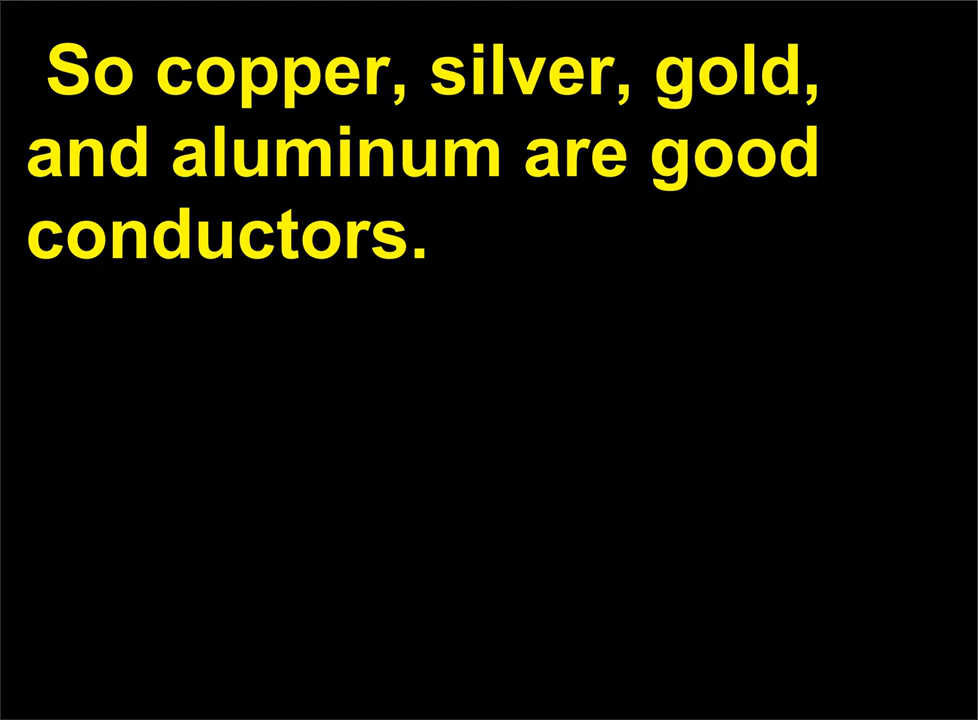 So copper, silver, gold,
and aluminum are good
conductors.